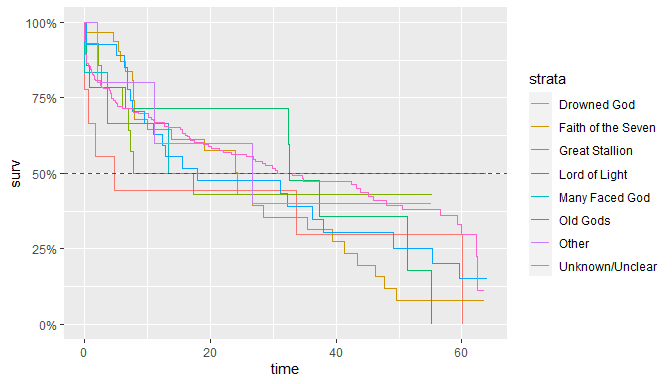 100%
75%
50%
25%
0%
surv
0
20
40
60
time
strata
Drowned God
Faith of the Seven
Great Stallion
Lord of Light
Many Faced God
Old Gods
Other
Unknown/Unclear